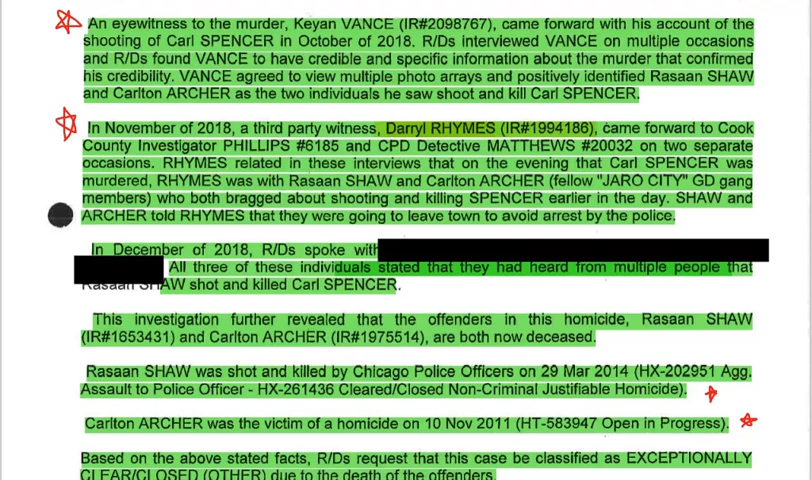 An eyewitness to the murder, Keyan VANCE (IR#2098767), came forward with his account of the
shooting of Carl SPENCER in October of 2018. R/Ds interviewed VANCE on multiple occasions
and R/Ds found VANCE to have credible and specific information about the murder that confirmed
his credibility. VANCE agreed to view multiple photo arrays and positively identified Rasaan SHAW
and Carlton ARCHER as the two individuals he saw shoot and kill Carl SPENCER.
In November of 2018, a third party witness, Darryl RHYMES (IR#1994186), came forward to Cook
County Investigator PHILLIPS #6185 and CPD Detective MATTHEWS #20032 on two separate
occasions. RHYMES related in these interviews that on the evening that Carl SPENCER was
murdered, RHYMES was with Rasaan SHAW and Carlton ARCHER (fellow "JARO CITY" GD gang
members) who both bragged about shooting and killing SPENCER earlier in the day. SHAW and
ARCHER told RHYMES that they were going to leave town to avoid arrest by the police.
In December of 2018, R/Ds spoke with
All three of these individuals stated that they had heard from multiple people that
Rasaan SHAW shot and killed Carl SPENCER.
This investigation further revealed that the offenders in this homicide, Rasaan SHAW
(IR#1653431) and Carlton ARCHER (IR#1975514), are both now deceased.
Rasaan SHAW was shot and killed by Chicago Police Officers on 29 Mar 2014 (HX-202951 Agg.
Assault to Police Officer - HX-261436 Cleared/Closed Non-Criminal Justifiable Homicide).
Carlton ARCHER was the victim of a homicide on 10 Nov 2011 (HT-583947 Open in Progress).
Based on the above stated facts, R/Ds request that this case be classified as EXCEPTIONALLY
CLEAR/CLOSED (OTHER) due to the death of the offenders.